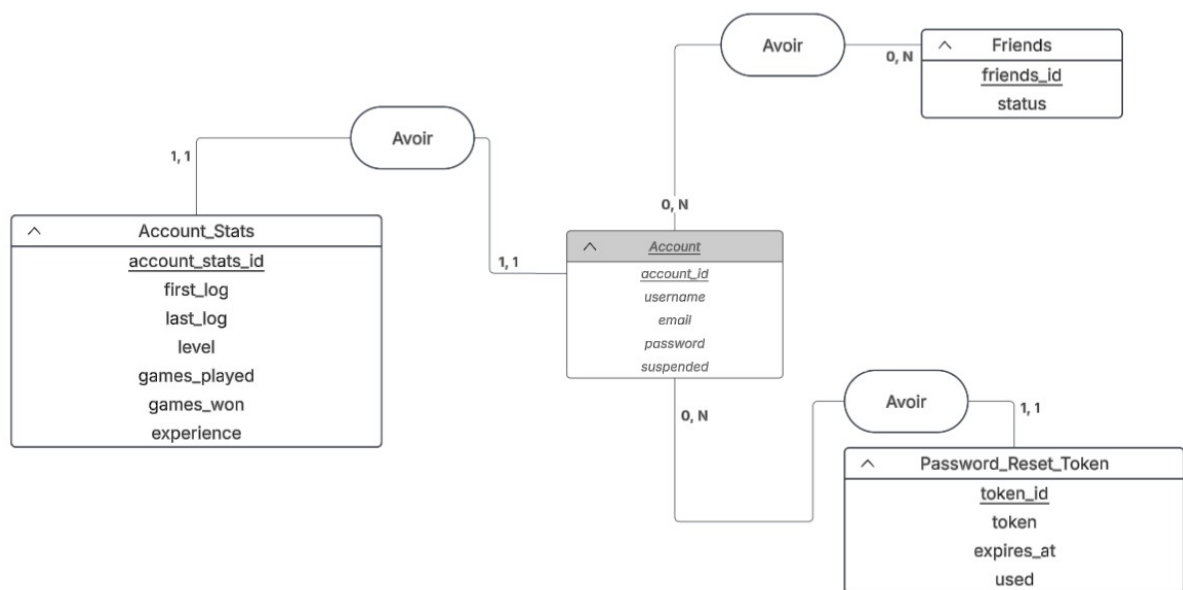 Avoir
0, N
Friends
friends_id
status
Avoir
1, 1
0, N
Account_Stats
account_stats_id
first_log
last_log
level
games_played
games_won
experience
1, 1
Account
account_id
username
email
password
suspended
0, N
Avoir
1, 1
Password_Reset_Token
token_id
token
expires_at
used